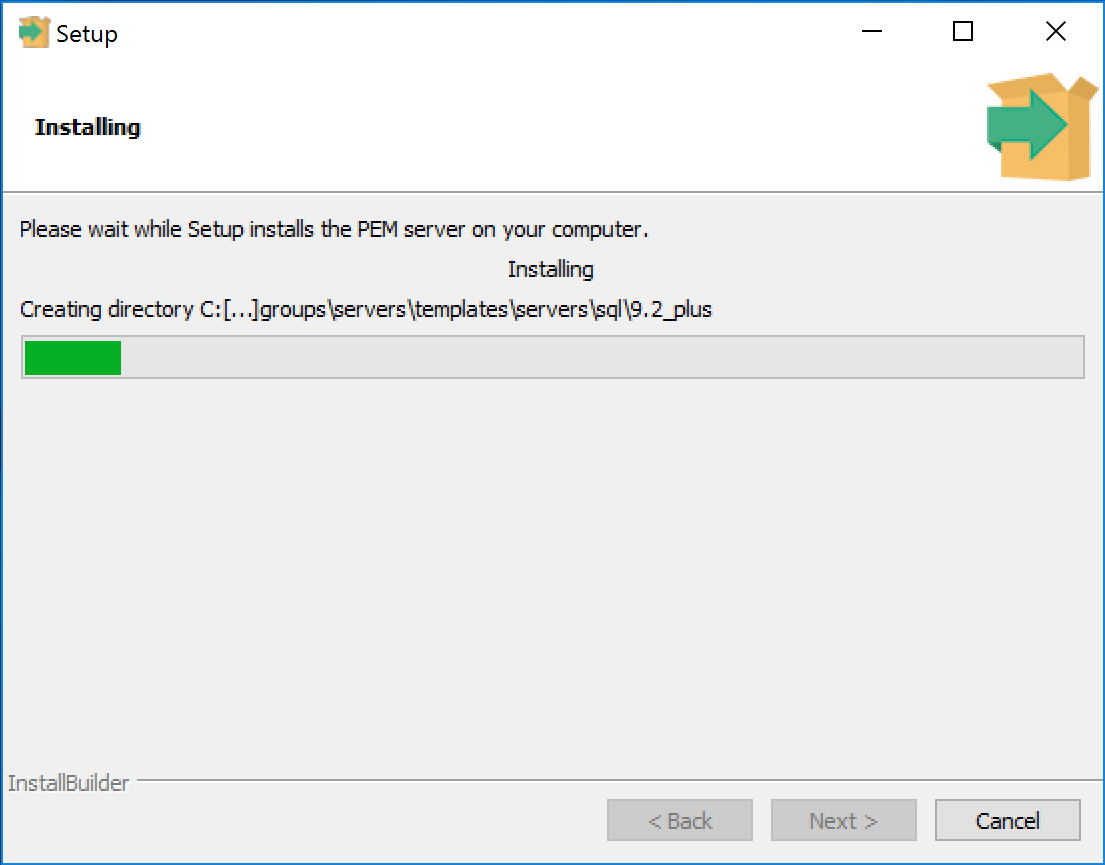 Setup
Installing
Please wait while Setup installs the PEM server on your computer.
Installing
Creating directory C:[...]groups\servers\templates\servers\sql\9.2_plus
InstallBuilder
< Back Next > Cancel